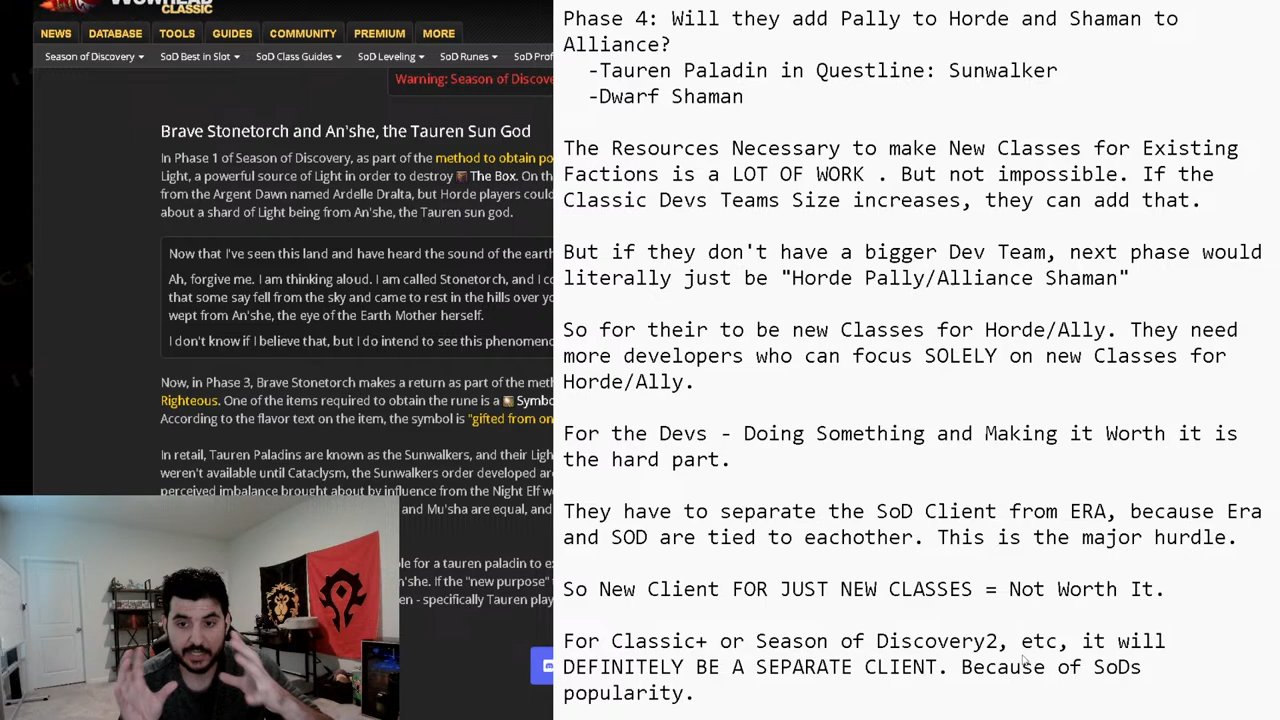 WOWHEAD
CLASSIC
NEWS DATABASE TOOLS GUIDES COMMUNITY PREMIUM MORE
Season of Discovery SoD Best in Slot SoD Class Guides SoD Leveling SoD Runes SoD Prof
Warning: Season of Discove
Brave Stonetorch and An'she, the Tauren Sun God
In Phase 1 of Season of Discovery, as part of the method to obtain po
Light, a powerful source of Light in order to destroy The Box. On th
from the Argent Dawn named Ardelle Dralta, but Horde players coul
about a shard of Light being from An'she, the Tauren sun god.
Now that I've seen this land and have heard the sound of the earth
Ah, forgive me. I am thinking aloud. I am called Stonetorch, and I co
that some say fell from the sky and came to rest in the hills over yo
wept from An'she, the eye of the Earth Mother herself.
I don't know if I believe that, but I do intend to see this phenomeno
Now, in Phase 3, Brave Stonetorch makes a return as part of the met
Righteous. One of the items required to obtain the rune is a Symbo
According to the flavor text on the item, the symbol is "gifted from on
In retail, Tauren Paladins are known as the Sunwalkers, and their Ligh
weren't available until Cataclysm, the Sunwalkers order developed are
perceived imbalance brought about by influence from the Night Elf w
and Mu'sha are equal, and
le for a tauren paladin to e
n'she. If the "new purpose"
en - specifically Tauren play
Phase 4: Will they add Pally to Horde and Shaman to
Alliance?
-Tauren Paladin in Questline: Sunwalker
-Dwarf Shaman
The Resources Necessary to make New Classes for Existing
Factions is a LOT OF WORK . But not impossible. If the
Classic Devs Teams Size increases, they can add that.
But if they don't have a bigger Dev Team, next phase would
literally just be "Horde Pally/Alliance Shaman"
So for their to be new Classes for Horde/Ally. They need
more developers who can focus SOLELY on new Classes for
Horde/Ally.
For the Devs - Doing Something and Making it Worth it is
the hard part.
They have to separate the SoD Client from ERA, because Era
and SOD are tied to eachother. This is the major hurdle.
So New Client FOR JUST NEW CLASSES = Not Worth It.
For Classic+ or Season of Discovery2, etc, it will
DEFINITELY BE A SEPARATE CLIENT. Because of SoDs
popularity.